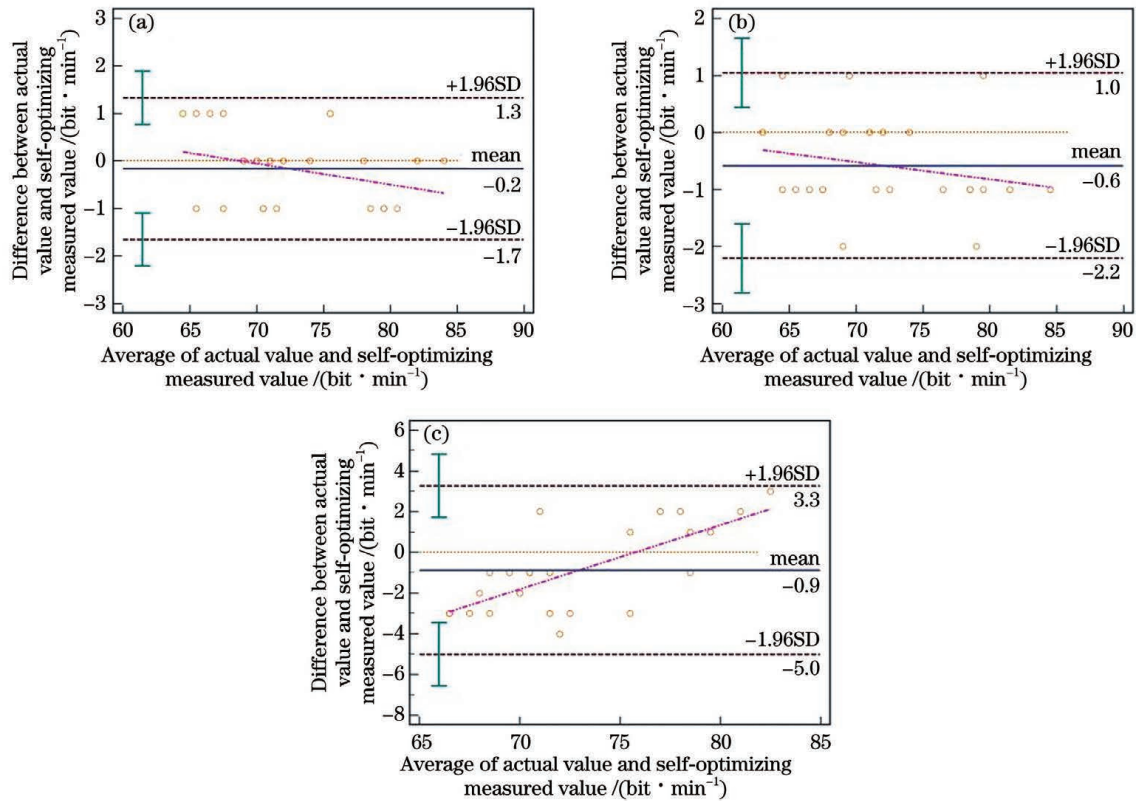 (a)
3
2
1
0
−1
−2
−3
+1.96SD
1.3
mean
−0.2
−1.96SD
−1.7
60 65 70 75 80 85 90
Difference between actual
value and self-optimizing
measured value /(bit · min⁻¹)
Average of actual value and self-optimizing
measured value /(bit · min⁻¹)
(b)
2
1
0
−1
−2
−3
+1.96SD
1.0
mean
−0.6
−1.96SD
−2.2
60 65 70 75 80 85 90
Difference between actual
value and self-optimizing
measured value /(bit · min⁻¹)
Average of actual value and self-optimizing
measured value /(bit · min⁻¹)
(c)
6
4
2
0
−2
−4
−6
−8
+1.96SD
3.3
mean
−0.9
−1.96SD
−5.0
65 70 75 80 85
Difference between actual
value and self-optimizing
measured value /(bit · min⁻¹)
Average of actual value and self-optimizing
measured value /(bit · min⁻¹)